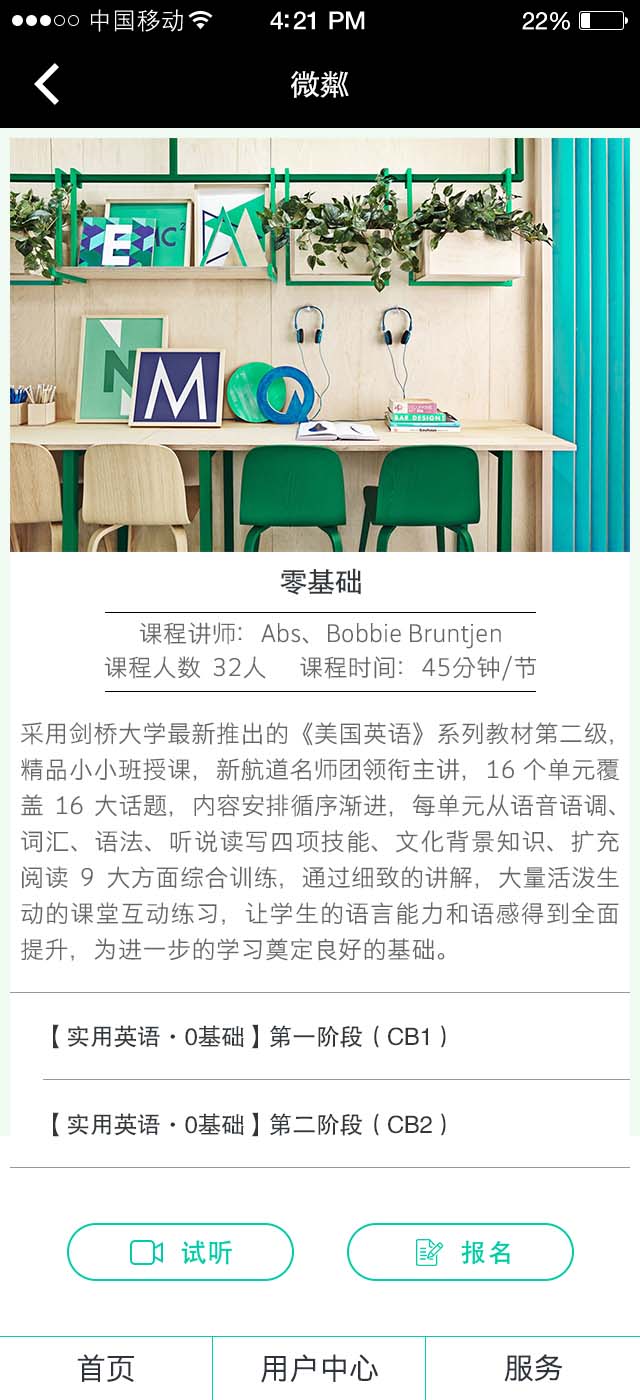 中国移动 4:21 PM 22%
微粼
零基础
课程讲师：Abs、Bobbie Bruntjen
课程人数 32人 课程时间：45分钟/节
采用剑桥大学最新推出的《美国英语》系列教材第二级，
精品小小班授课，新航道名师团领衔主讲，16 个单元覆
盖 16 大话题，内容安排循序渐进，每单元从语音语调、
词汇、语法、听说读写四项技能、文化背景知识、扩充
阅读 9 大方面综合训练，通过细致的讲解，大量活泼生
动的课堂互动练习，让学生的语言能力和语感得到全面
提升，为进一步的学习奠定良好的基础。
【实用英语·0基础】第一阶段（CB1）
【实用英语·0基础】第二阶段（CB2）
试听 报名
首页 用户中心 服务